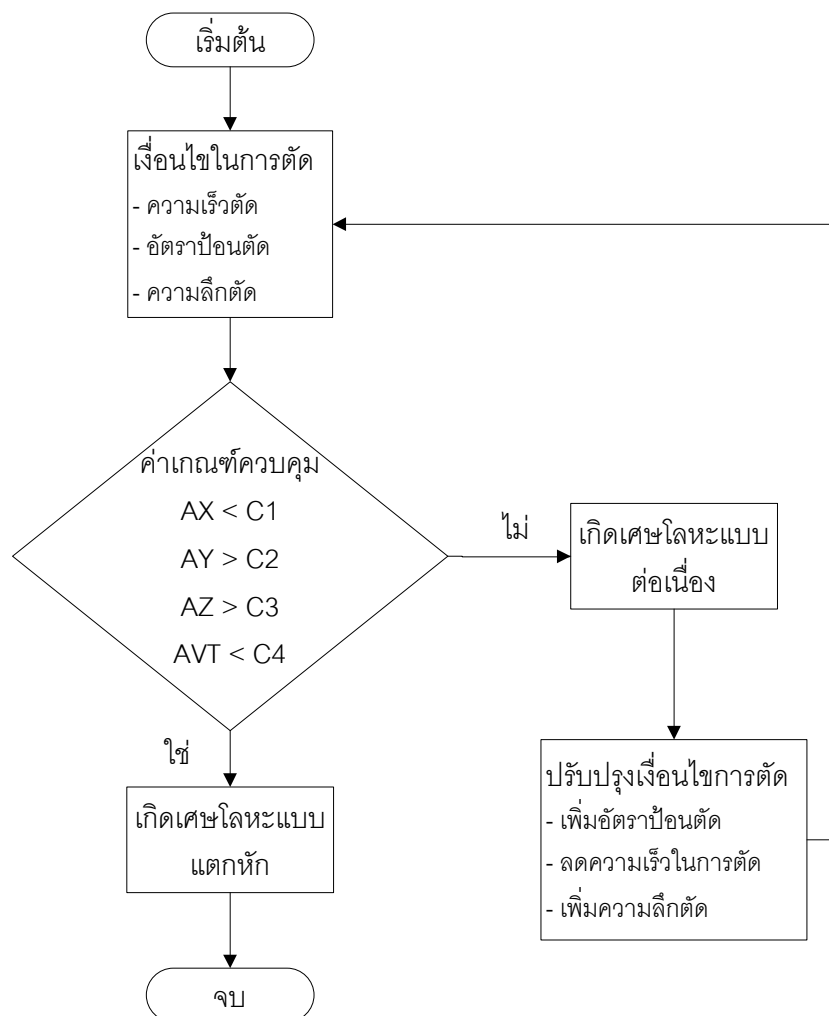 เริ่มต้น
เงื่อนไขในการตัด
- ความเร็วตัด
- อัตราป้อนตัด
- ความลึกตัด
ค่าเกณฑ์ควบคุม
AX < C1
AY > C2
AZ > C3
AVT < C4
ไม่
เกิดเศษโลหะแบบ
ต่อเนื่อง
ใช่
ปรับปรุงเงื่อนไขการตัด
- เพิ่มอัตราป้อนตัด
- ลดความเร็วในการตัด
- เพิ่มความลึกตัด
เกิดเศษโลหะแบบ
แตกหัก
จบ